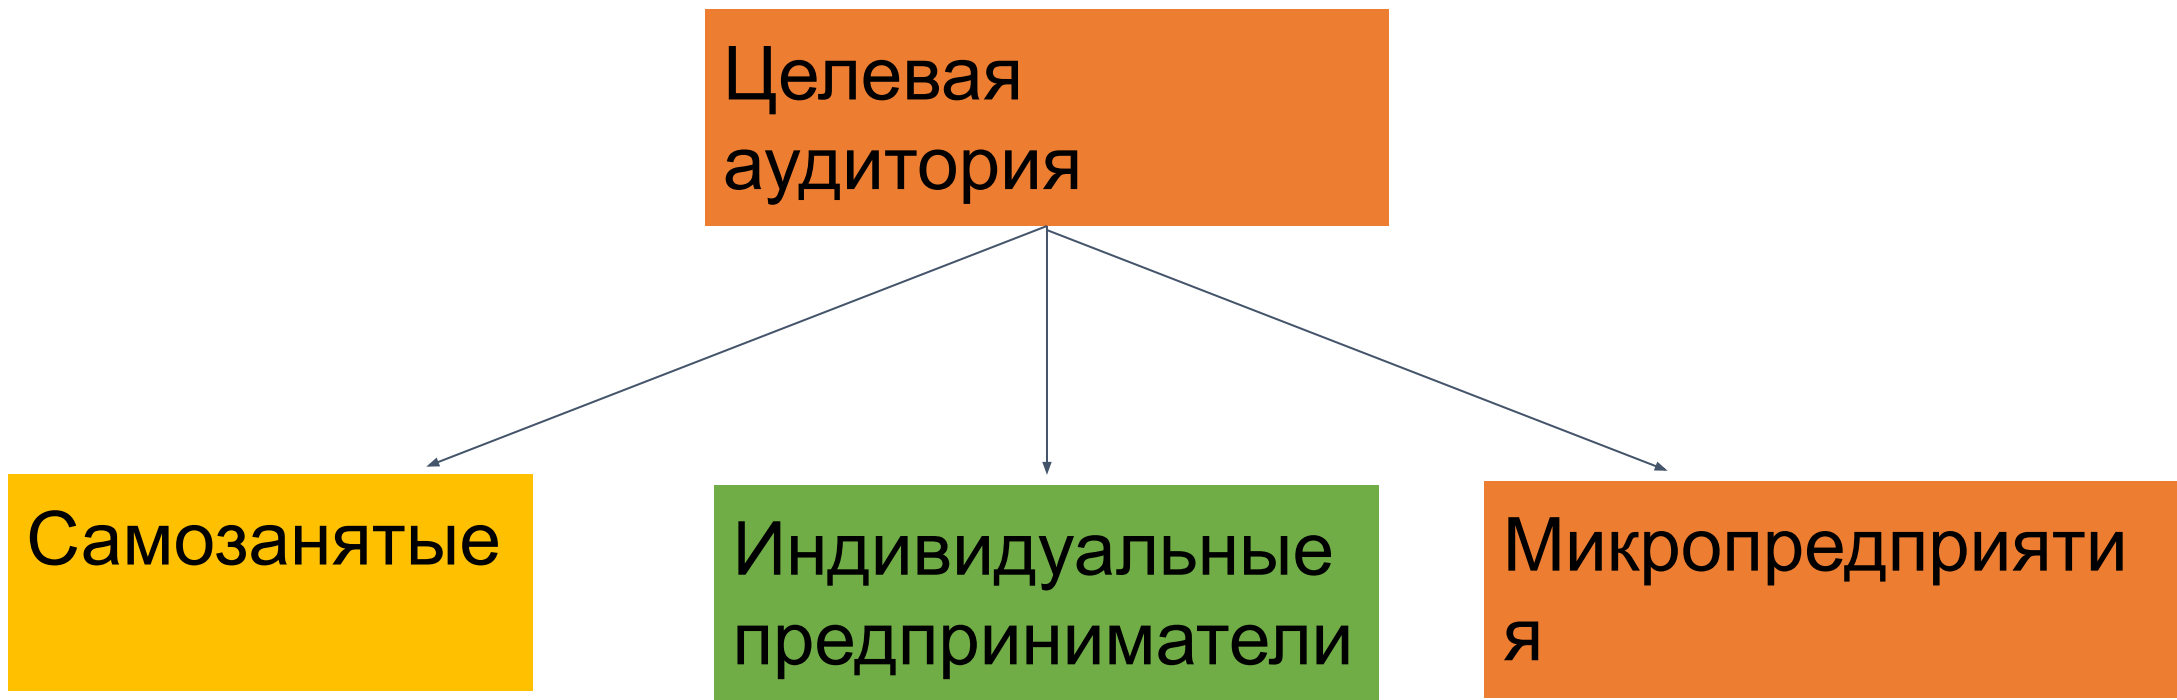 Целевая
аудитория
Самозанятые
Индивидуальные
предприниматели
Микропредприяти
я